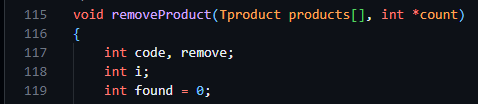 115 void removeProduct(Tproduct products[], int *count)
116 {
117     int code, remove;
118     int i;
119     int found = 0;